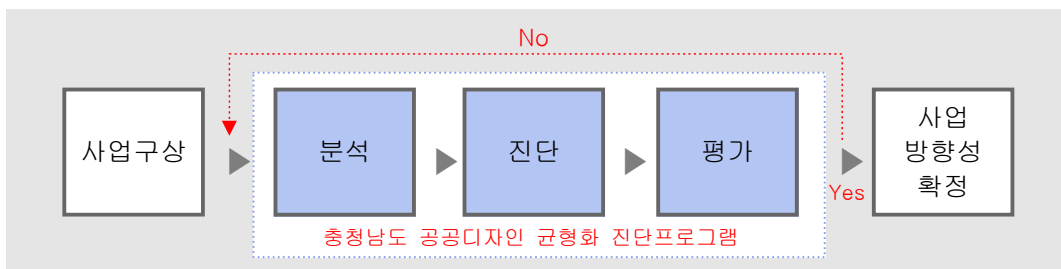 No
사업구상
분석
진단
평가
사업
방향성
확정
Yes
충청남도 공공디자인 균형화 진단프로그램